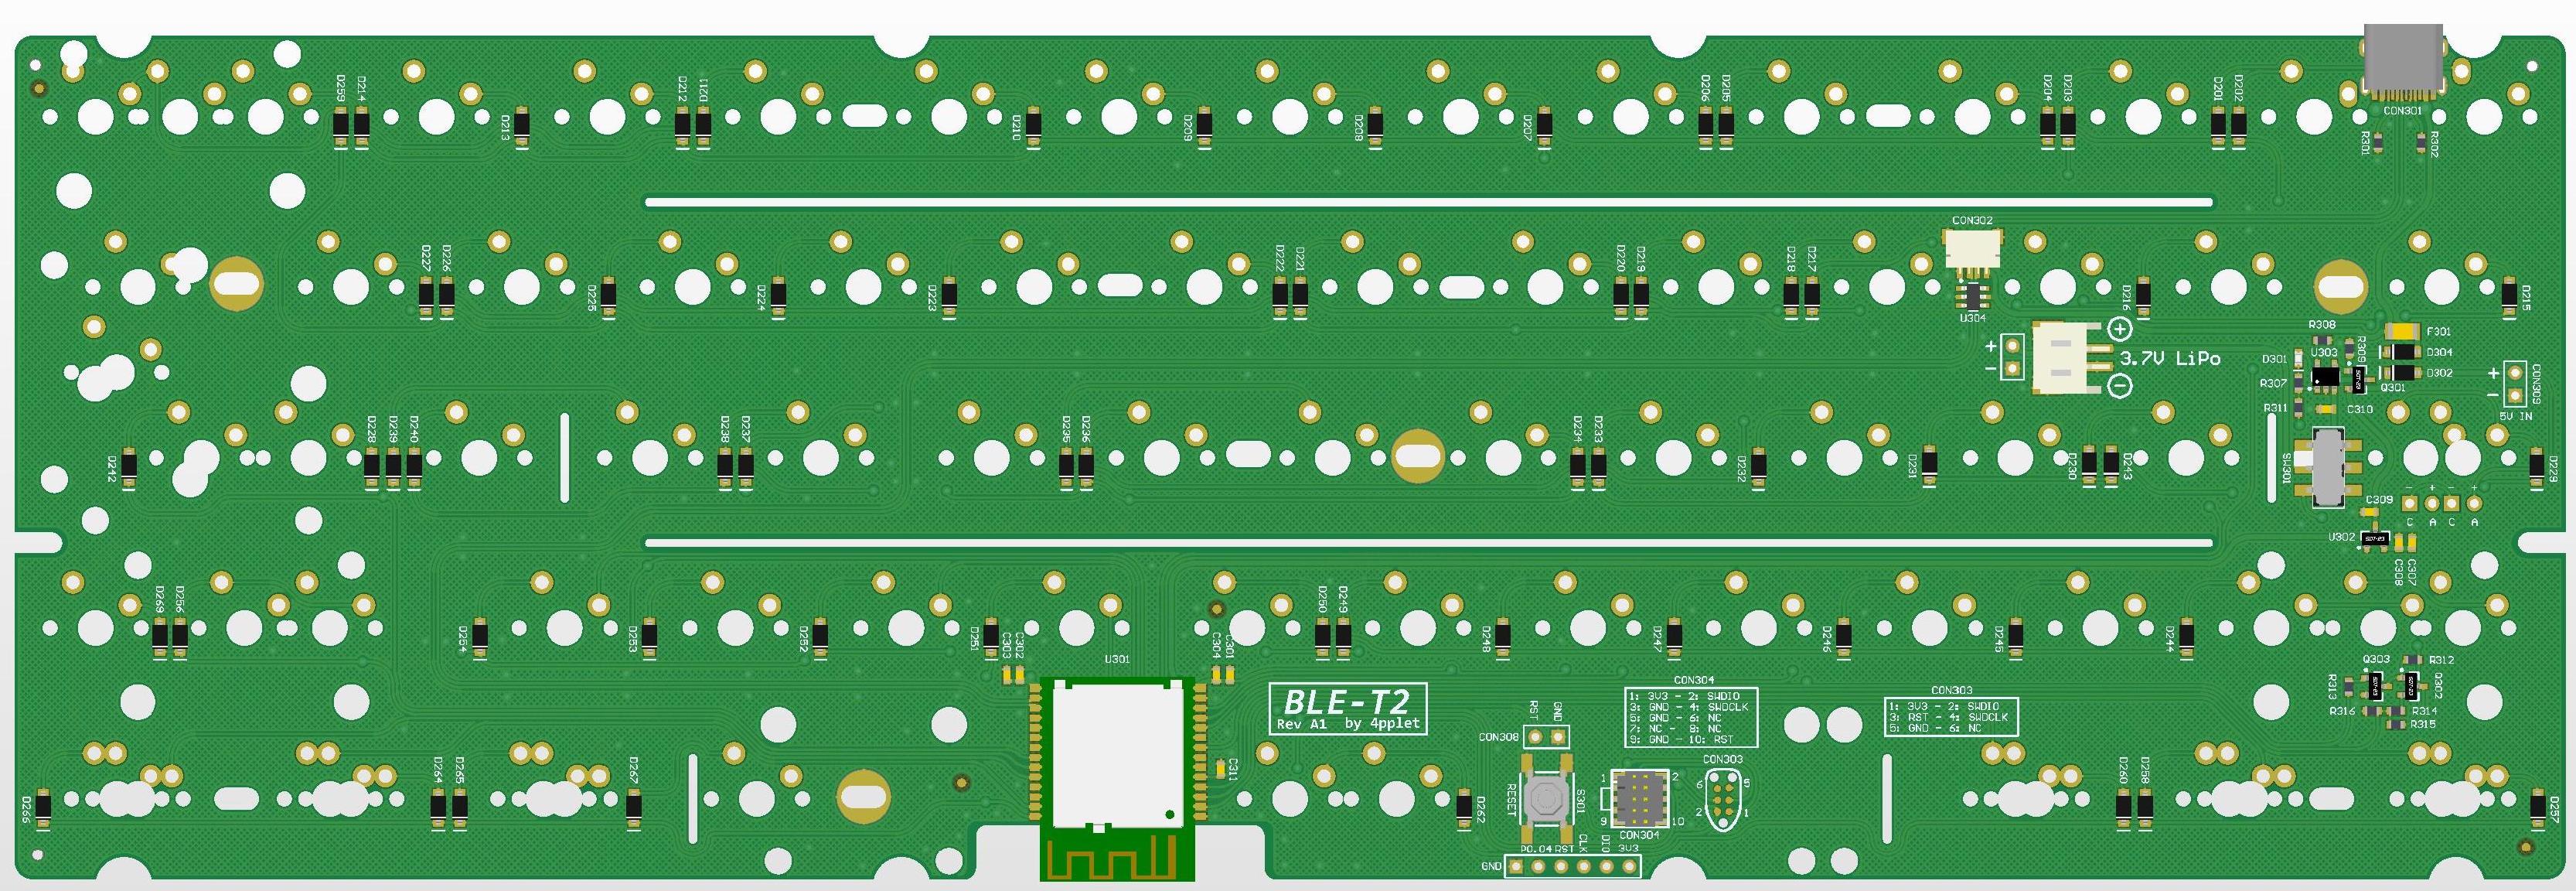 D259
D214
D213
D212
D211
D210
D209
D208
D207
D206
D205
D204
D203
D201
D202
CON301
R301
R302
CON302
D227
D226
D225
D224
D223
D222
D221
D220
D219
D218
D217
U304
D216
D215
+
-
+
3.7V LiPo
-
R308
U303
R309
F301
D301
D304
D302
R307
Q301
R311
C310
+
-
CON309
5V IN
D242
D228
D239
D240
D238
D237
D235
D236
D234
D233
D232
D231
D230
D243
SW301
D229
C309
- + - +
C A C A
U302
SOT-23
C308
C307
D256
D254
D253
D252
D251
C303
C302
U301
C304
C301
D250
D249
D248
D247
D246
D245
D244
Q303
R312
R313
Q302
R316
R314
R315
BLE-T2
Rev A1 by 4pplet
RST
GND
CON308
CON304
1: 3V3 - 2: SWDIO
3: GND - 4: SWDCLK
5: GND - 6: NC
7: NC - 8: NC
9: GND - 10: RST
CON303
1: 3V3 - 2: SWDIO
3: RST - 4: SWDCLK
5: GND - 6: NC
D266
D264
D265
D267
C311
D262
RESET
S301
1
2
9
10
CON304
CON303
6
5
2
1
D260
D258
D257
GND
P0.04
RST
CLK
DIO
3V3